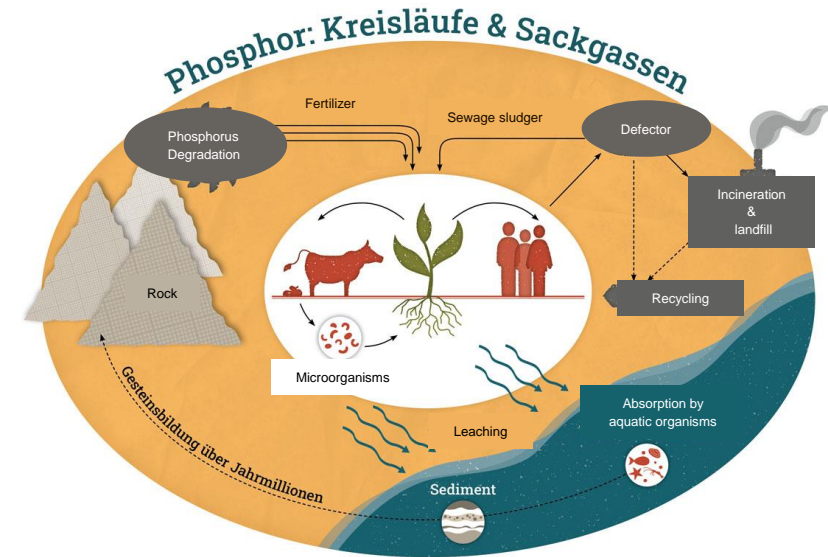 Phosphor: Kreisläufe & Sackgassen
Fertilizer
Sewage sludger
Phosphorus
Degradation
Defector
Incineration
&
landfill
Rock
Recycling
Microorganisms
Absorption by
aquatic organisms
Leaching
Gesteinsbildung über Jahrmillionen
Sediment